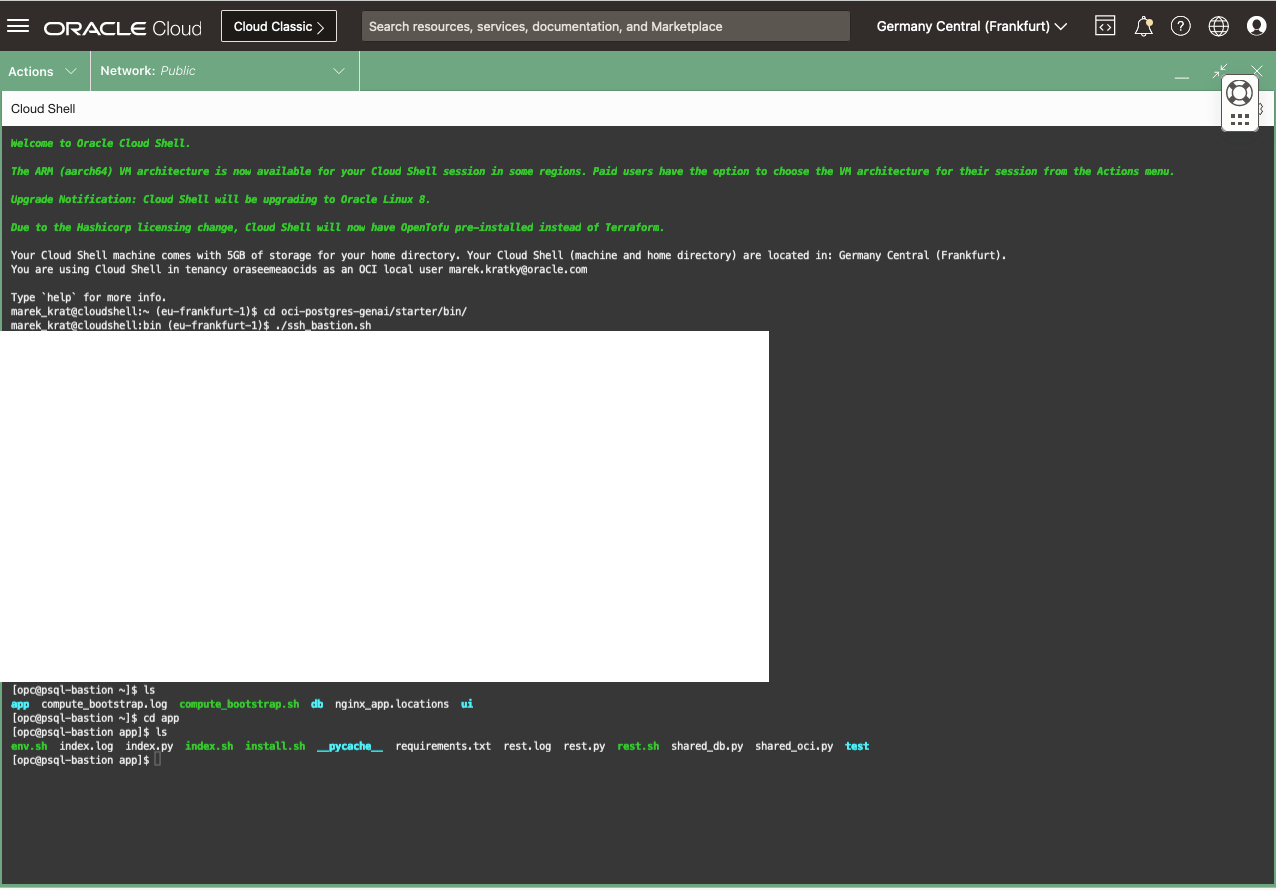 ORACLE Cloud
Cloud Classic >
Search resources, services, documentation, and Marketplace
Germany Central (Frankfurt)
Actions
Network: Public
Cloud Shell
Welcome to Oracle Cloud Shell.
The ARM (aarch64) VM architecture is now available for your Cloud Shell session in some regions. Paid users have the option to choose the VM architecture for their session from the Actions menu.
Upgrade Notification: Cloud Shell will be upgrading to Oracle Linux 8.
Due to the Hashicorp licensing change, Cloud Shell will now have OpenTofu pre-installed instead of Terraform.
Your Cloud Shell machine comes with 5GB of storage for your home directory. Your Cloud Shell (machine and home directory) are located in: Germany Central (Frankfurt).
You are using Cloud Shell in tenancy oraseemeaocids as an OCI local user marek.kratky@oracle.com
Type `help` for more info.
marek_krat@cloudshell:~ (eu-frankfurt-1)$ cd oci-postgres-genai/starter/bin/
marek_krat@cloudshell:bin (eu-frankfurt-1)$ ./ssh_bastion.sh
[opc@psql-bastion ~]$ ls
app compute_bootstrap.log compute_bootstrap.sh db nginx_app.locations ui
[opc@psql-bastion ~]$ cd app
[opc@psql-bastion app]$ ls
env.sh index.log index.py index.sh install.sh __pycache__ requirements.txt rest.log rest.py rest.sh shared_db.py shared_oci.py test
[opc@psql-bastion app]$